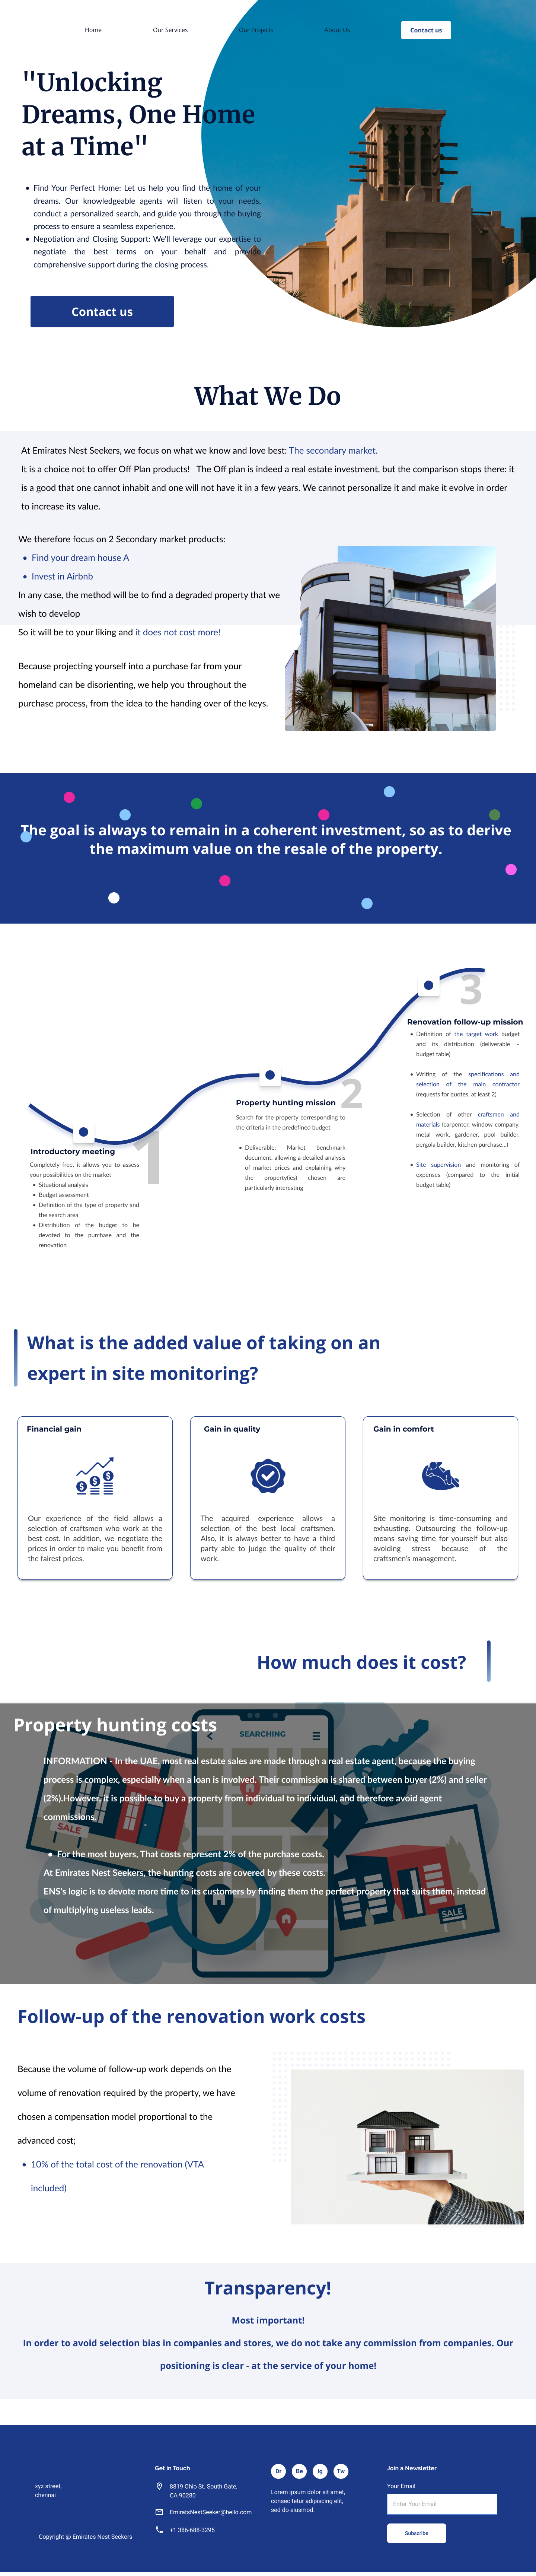 Home
Our Services
Our Projects
About Us
Contact us
"Unlocking
Dreams, One Home
at a Time"
• Find Your Perfect Home: Let us help you find the home of your
dreams. Our knowledgeable agents will listen to your needs,
conduct a personalized search, and guide you through the buying
process to ensure a seamless experience.
• Negotiation and Closing Support: We'll leverage our expertise to
negotiate the best terms on your behalf and provide
comprehensive support during the closing process.
Contact us
What We Do
At Emirates Nest Seekers, we focus on what we know and love best: The secondary market.
It is a choice not to offer Off Plan products! The Off plan is indeed a real estate investment, but the comparison stops there: it
is a good that one cannot inhabit and one will not have it in a few years. We cannot personalize it and make it evolve in order
to increase its value.
We therefore focus on 2 Secondary market products:
• Find your dream house A
• Invest in Airbnb
In any case, the method will be to find a degraded property that we
wish to develop
So it will be to your liking and it does not cost more!
Because projecting yourself into a purchase far from your
homeland can be disorienting, we help you throughout the
purchase process, from the idea to the handing over of the keys.
The goal is always to remain in a coherent investment, so as to derive
the maximum value on the resale of the property.
1
Introductory meeting
Completely free, it allows you to assess
your possibilities on the market
• Situational analysis
• Budget assessment
• Definition of the type of property and
the search area
• Distribution of the budget to be
devoted to the purchase and the
renovation
2
Property hunting mission
Search for the property corresponding to
the criteria in the predefined budget
• Deliverable: Market benchmark
document, allowing a detailed analysis
of market prices and explaining why
the property(ies) chosen are
particularly interesting
3
Renovation follow-up mission
• Definition of the target work budget
and its distribution (deliverable –
budget table)
• Writing of the specifications and
selection of the main contractor
(requests for quotes, at least 2)
• Selection of other craftsmen and
materials (carpenter, window company,
metal work, gardener, pool builder,
pergola builder, kitchen purchase...)
• Site supervision and monitoring of
expenses (compared to the initial
budget table)
What is the added value of taking on an
expert in site monitoring?
Financial gain
Our experience of the field allows a
selection of craftsmen who work at the
best cost. In addition, we negotiate the
prices in order to make you benefit from
the fairest prices.
Gain in quality
The acquired experience allows a
selection of the best local craftsmen.
Also, it is always better to have a third
party able to judge the quality of their
work.
Gain in comfort
Site monitoring is time-consuming and
exhausting. Outsourcing the follow-up
means saving time for yourself but also
avoiding stress because of the
craftsmen's management.
How much does it cost?
Property hunting costs
SEARCHING
INFORMATION - In the UAE, most real estate sales are made through a real estate agent, because the buying
process is complex, especially when a loan is involved. Their commission is shared between buyer (2%) and seller
(2%).However, it is possible to buy a property from individual to individual, and therefore avoid agent
commissions.
SALE
• For the most buyers, That costs represent 2% of the purchase costs.
At Emirates Nest Seekers, the hunting costs are covered by these costs.
ENS's logic is to devote more time to its customers by finding them the perfect property that suits them, instead
of multiplying useless leads.
SALE
Follow-up of the renovation work costs
Because the volume of follow-up work depends on the
volume of renovation required by the property, we have
chosen a compensation model proportional to the
advanced cost;
• 10% of the total cost of the renovation (VTA
included)
Transparency!
Most important!
In order to avoid selection bias in companies and stores, we do not take any commission from companies. Our
positioning is clear - at the service of your home!
xyz street,
chennai
Copyright @ Emirates Nest Seekers
Get in Touch
8819 Ohio St. South Gate,
CA 90280
EmiratsNestSeeker@hello.com
+1 386-688-3295
Dr
Be
Ig
Tw
Lorem ipsum dolor sit amet,
consec tetur adipiscing elit,
sed do eiusmod.
Join a Newsletter
Your Email
Enter Your Email
Subscribe